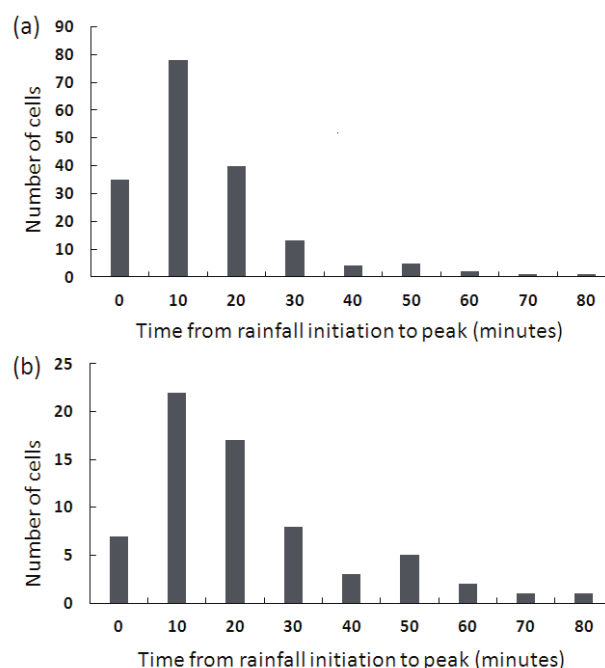 (a)
Number of cells
90
80
70
60
50
40
30
20
10
0
0 10 20 30 40 50 60 70 80
Time from rainfall initiation to peak (minutes)
(b)
Number of cells
25
20
15
10
5
0
0 10 20 30 40 50 60 70 80
Time from rainfall initiation to peak (minutes)